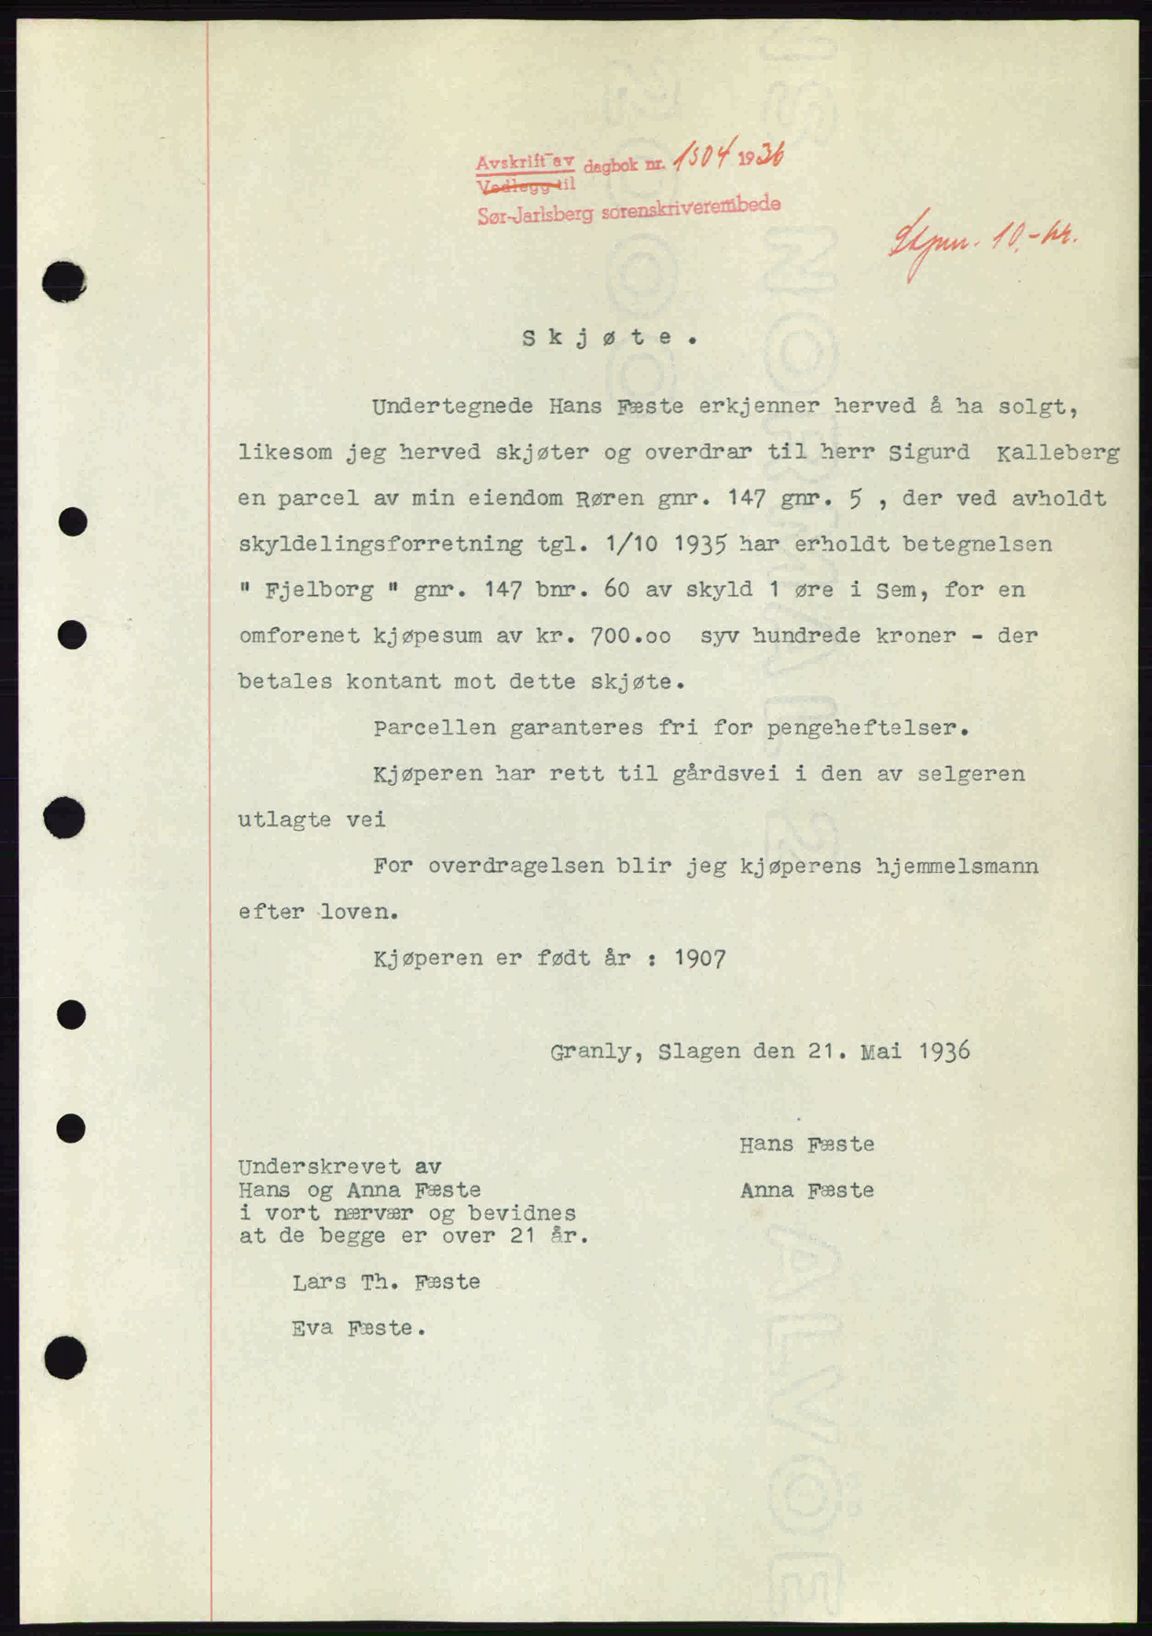 Avskrift av dagbok nr. 1504 1936
Vedlegg til
Sør-Jarlsberg sorenskriverembede
10.- kr.
Skjøte.
Undertegnede Hans Fæste erkjenner herved å ha solgt,
likesom jeg herved skjøter og overdrar til herr Sigurd Kalleberg
en parcel av min eiendom Røren gnr. 147 gnr. 5 , der ved avholdt
skyldelingsforretning tgl. 1/10 1935 har erholdt betegnelsen
" Fjelborg " gnr. 147 bnr. 60 av skyld 1 øre i Sem, for en
omforenet kjøpesum av kr. 700.oo syv hundrede kroner - der
betales kontant mot dette skjøte.
Parcellen garanteres fri for pengeheftelser.
Kjøperen har rett til gårdsvei i den av selgeren
utlagte vei
For overdragelsen blir jeg kjøperens hjemmelsmann
efter loven.
Kjøperen er født år : 1907
Granly, Slagen den 21. Mai 1936
Hans Fæste
Underskrevet av
Hans og Anna Fæste
Anna Fæste
i vort nærvær og bevidnes
at de begge er over 21 år.
Lars Th. Fæste
Eva Fæste.